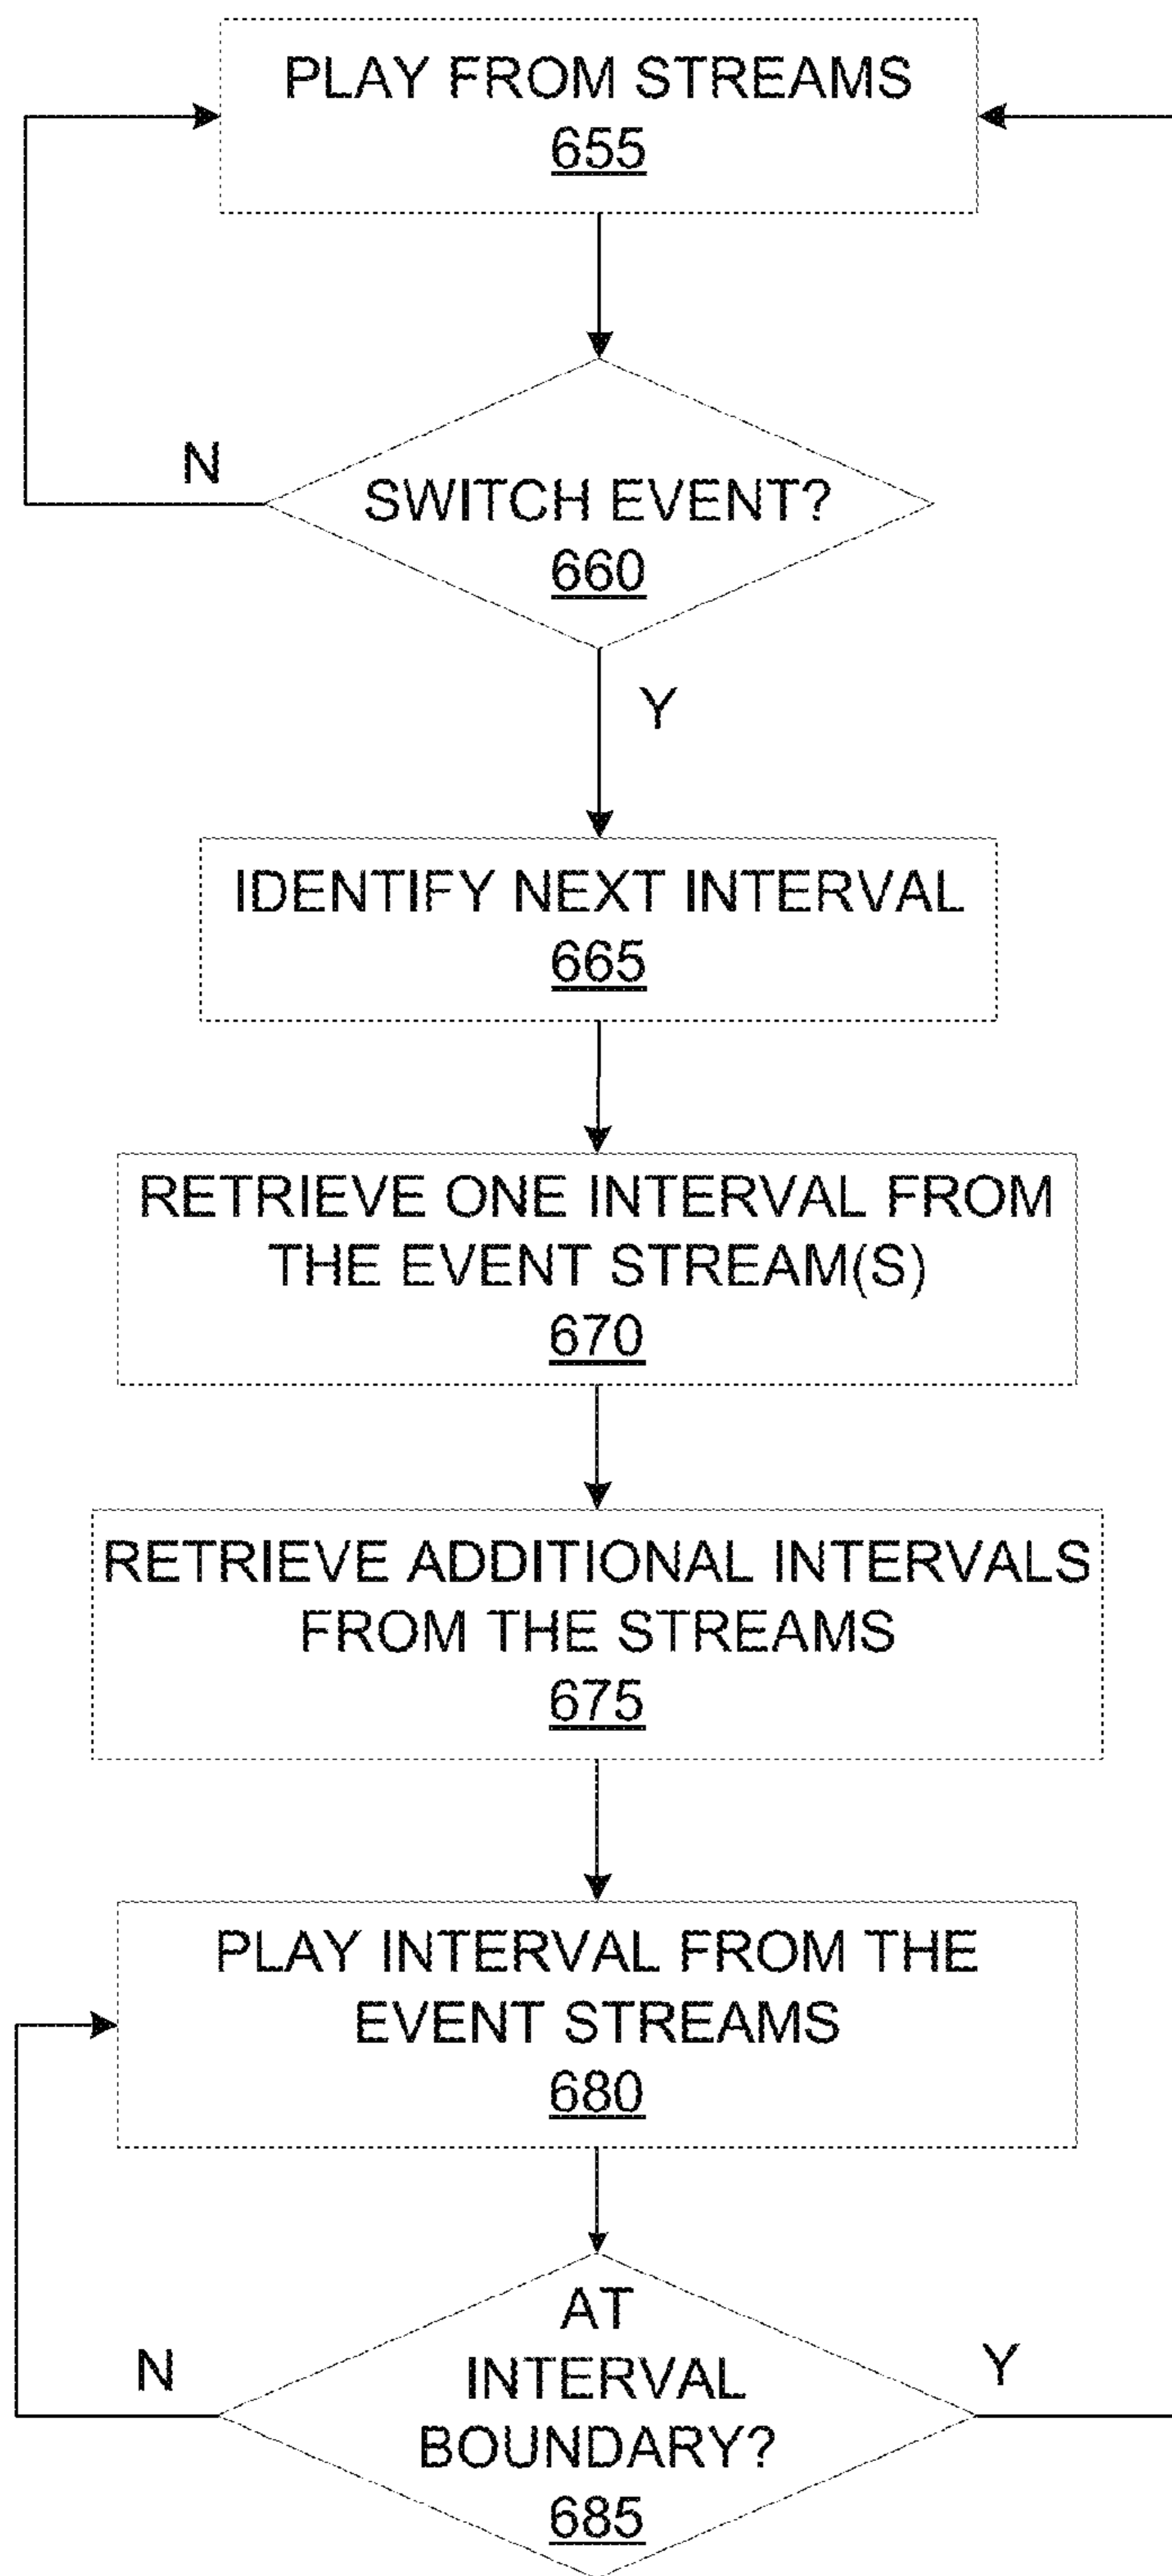 PLAY FROM STREAMS
655
N
SWITCH EVENT?
660
Y
IDENTIFY NEXT INTERVAL
665
RETRIEVE ONE INTERVAL FROM
THE EVENT STREAM(S)
670
RETRIEVE ADDITIONAL INTERVALS
FROM THE STREAMS
675
PLAY INTERVAL FROM THE
EVENT STREAMS
680
AT
N
INTERVAL
Y
BOUNDARY?
685